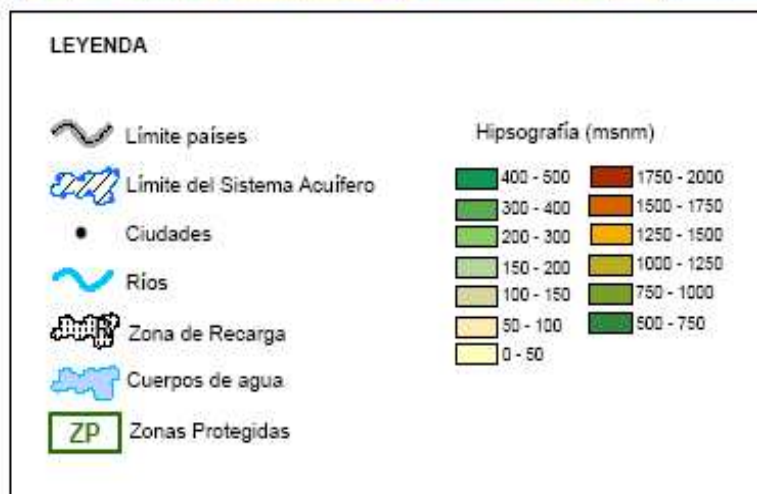 LEYENDA
Límite países
Límite del Sistema Acuífero
Ciudades
Ríos
Zona de Recarga
Cuerpos de agua
ZP Zonas Protegidas
Hipsografía (msnm)
400 - 500 1750 - 2000
300 - 400 1500 - 1750
200 - 300 1250 - 1500
150 - 200 1000 - 1250
100 - 150 750 - 1000
50 - 100 500 - 750
0 - 50